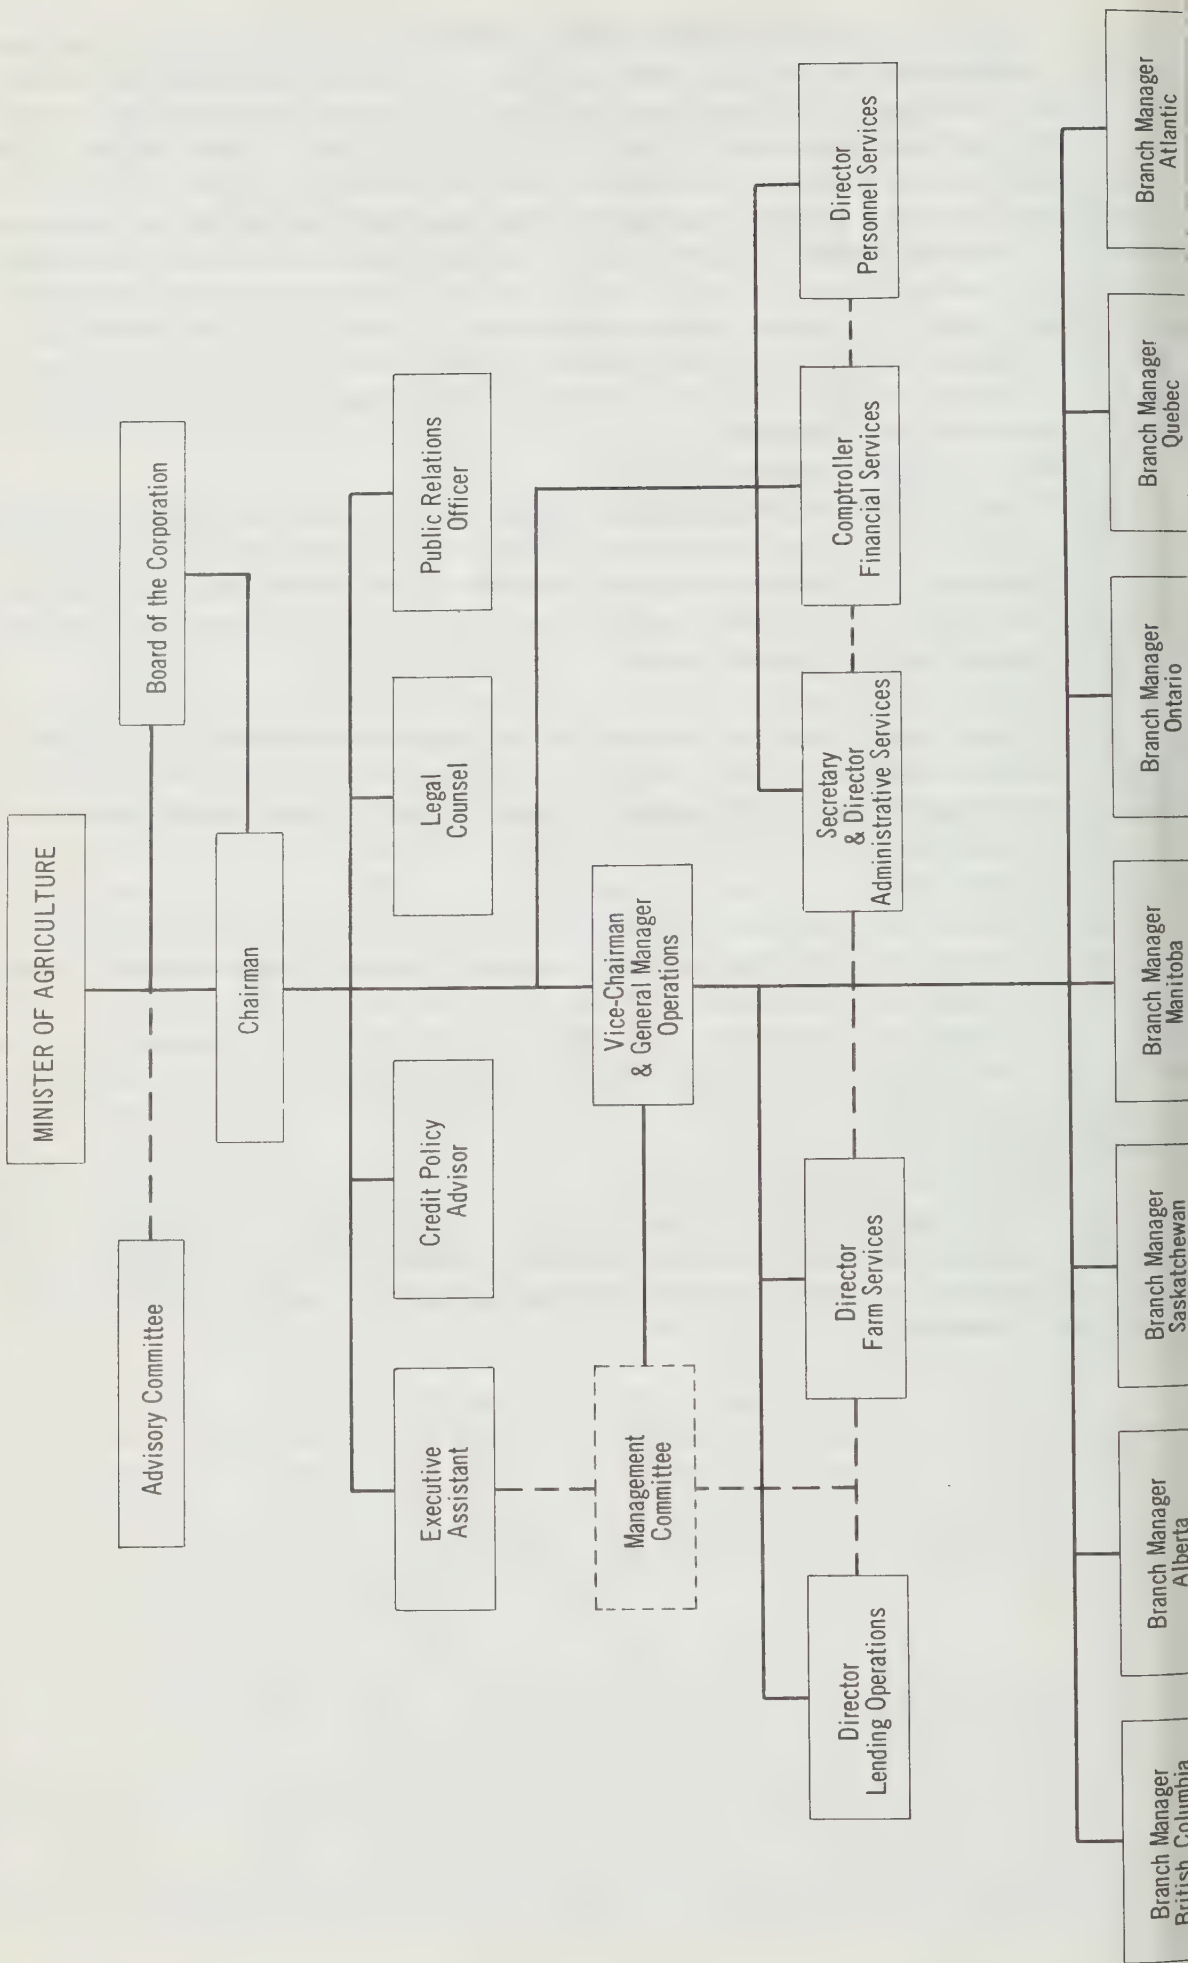 MINISTER OF AGRICULTURE
Advisory Committee
Board of the Corporation
Chairman
Executive
Assistant
Credit Policy
Advisor
Legal
Counsel
Public Relations
Officer
Management
Committee
Vice-Chairman
& General Manager
Operations
Director
Lending Operations
Director
Farm Services
Secretary
& Director
Administrative Services
Comptroller
Financial Services
Director
Personnel Services
Branch Manager
British Columbia
Branch Manager
Alberta
Branch Manager
Saskatchewan
Branch Manager
Manitoba
Branch Manager
Ontario
Branch Manager
Quebec
Branch Manager
Atlantic